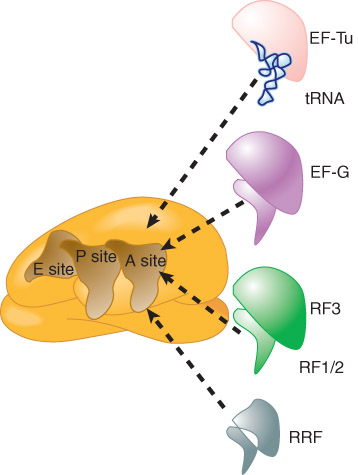 EF-Tu
tRNA
EF-G
E site
P site
A site
RF3
RF1/2
RRF